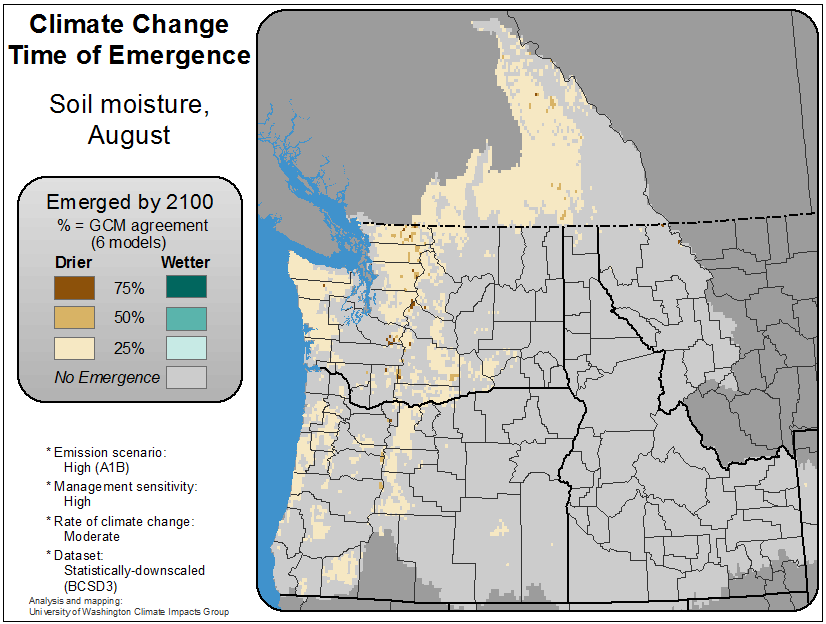 Climate Change
Time of Emergence
Soil moisture,
August
Emerged by 2100
% = GCM agreement
(6 models)
Drier Wetter
75%
50%
25%
No Emergence
* Emission scenario:
High (A1B)
* Management sensitivity:
High
* Rate of climate change:
Moderate
* Dataset:
Statistically-downscaled
(BCSD3)
Analysis and mapping:
University of Washington Climate Impacts Group